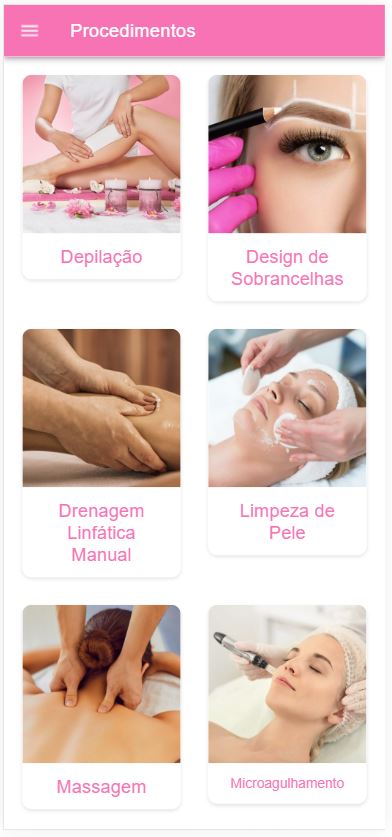 Procedimentos
Depilação
Design de
Sobrancelhas
Drenagem
Linfática
Manual
Limpeza de
Pele
Massagem
Microagulhamento